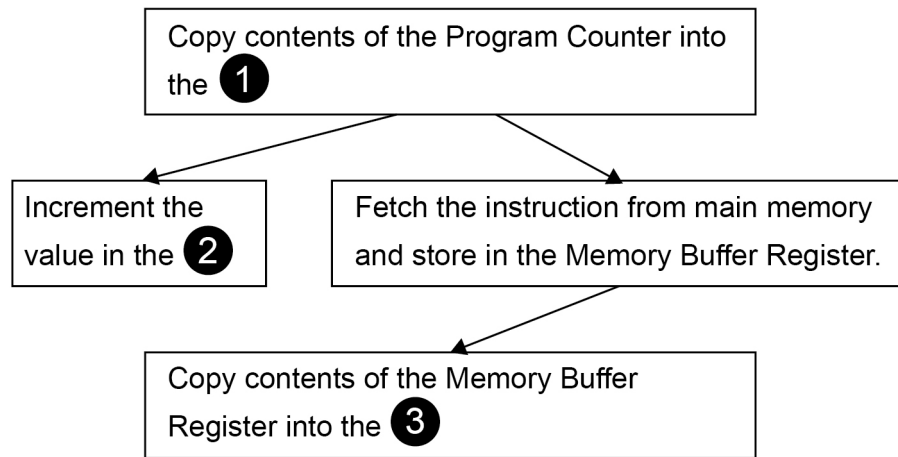 Copy contents of the Program Counter into
the 1
Increment the
value in the 2
Fetch the instruction from main memory
and store in the Memory Buffer Register.
Copy contents of the Memory Buffer
Register into the 3